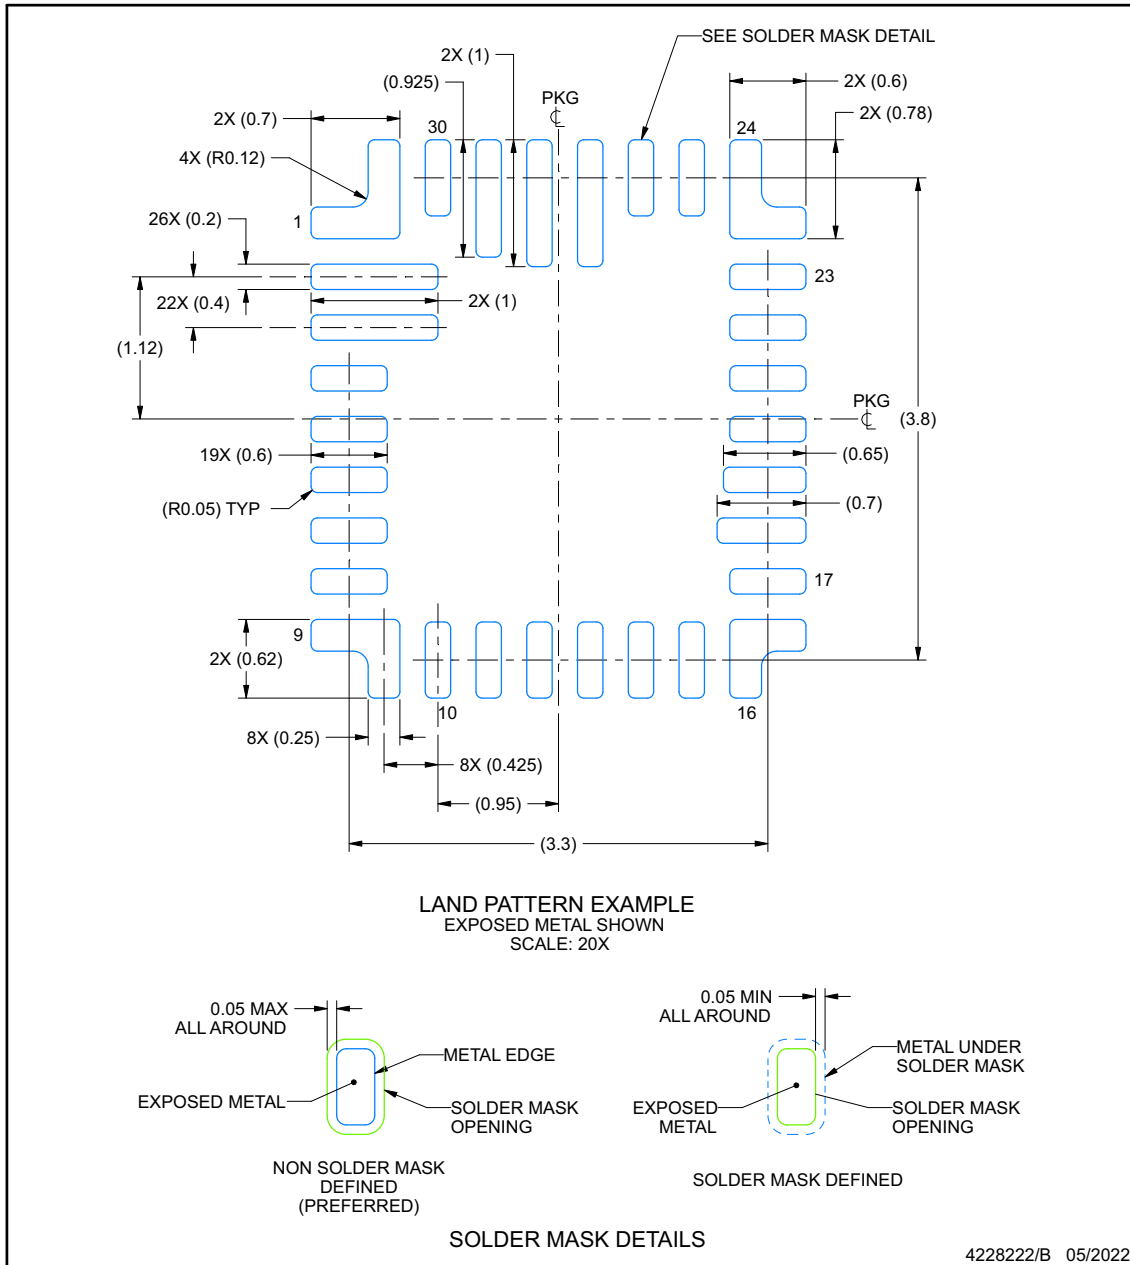 SEE SOLDER MASK DETAIL
2X (1)
(0.925)
PKG
℄
2X (0.6)
2X (0.7)
30
24
2X (0.78)
4X (R0.12)
1
26X (0.2)
23
22X (0.4)
2X (1)
(1.12)
PKG
℄
(3.8)
19X (0.6)
(0.65)
(R0.05) TYP
(0.7)
17
9
2X (0.62)
10
16
8X (0.25)
8X (0.425)
(0.95)
(3.3)
LAND PATTERN EXAMPLE
EXPOSED METAL SHOWN
SCALE: 20X
0.05 MAX
ALL AROUND
METAL EDGE
EXPOSED METAL
SOLDER MASK
OPENING
NON SOLDER MASK
DEFINED
(PREFERRED)
0.05 MIN
ALL AROUND
METAL UNDER
SOLDER MASK
EXPOSED
METAL
SOLDER MASK
OPENING
SOLDER MASK DEFINED
SOLDER MASK DETAILS
4228222/B 05/2022